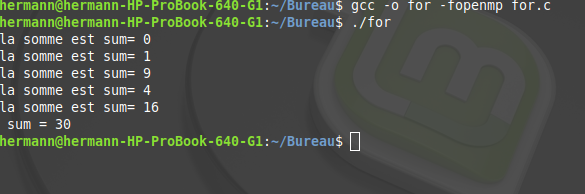 hermann@hermann-HP-ProBook-640-G1:~/Bureau$ gcc -o for -fopenmp for.c
hermann@hermann-HP-ProBook-640-G1:~/Bureau$ ./for
la somme est sum= 0
la somme est sum= 1
la somme est sum= 9
la somme est sum= 4
la somme est sum= 16
 sum = 30
hermann@hermann-HP-ProBook-640-G1:~/Bureau$